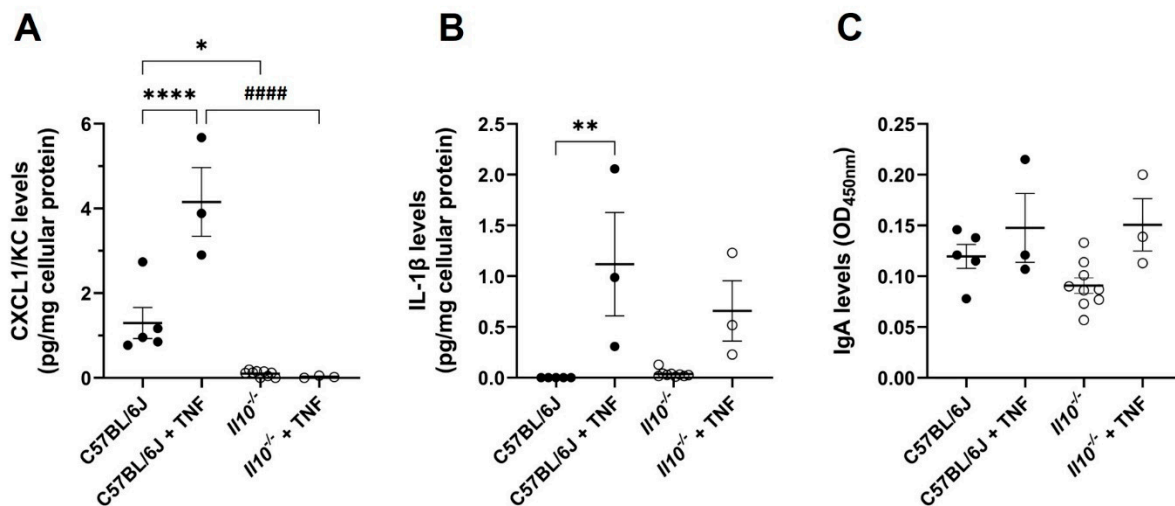 A
B
C
*
****
####
**
CXCL1/KC levels
(pg/mg cellular protein)
6
4
2
0
C57BL/6J
C57BL/6J + TNF
Il10-/-
Il10-/- + TNF
IL-1β levels
(pg/mg cellular protein)
2.5
2.0
1.5
1.0
0.5
0.0
C57BL/6J
C57BL/6J + TNF
Il10-/-
Il10-/- + TNF
IgA levels (OD450nm)
0.25
0.20
0.15
0.10
0.05
0.00
C57BL/6J
C57BL/6J + TNF
Il10-/-
Il10-/- + TNF